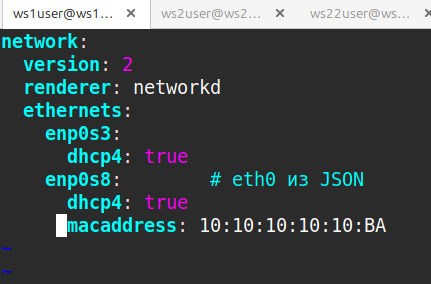 ws1user@ws1... × ws2user@ws2... × ws22user@ws... ×
network:
  version: 2
  renderer: networkd
  ethernets:
    enp0s3:
      dhcp4: true
    enp0s8:        # eth0 из JSON
      dhcp4: true
      macaddress: 10:10:10:10:10:BA
~
~